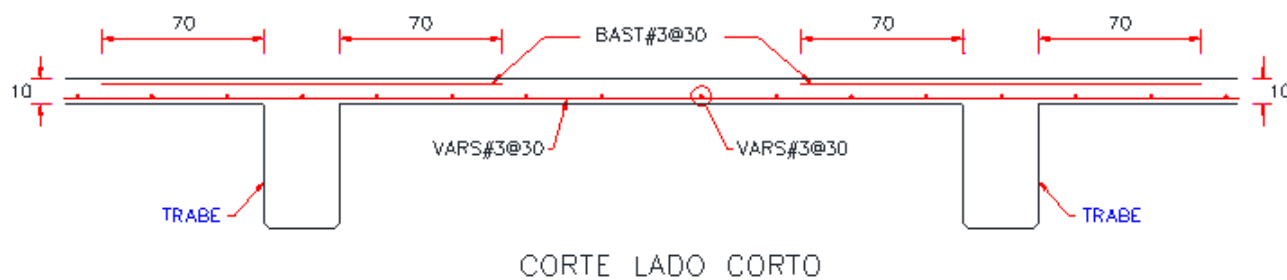 70
70
BAST#3@30
70
70
10
10
VARS#3@30
VARS#3@30
TRABE
TRABE
CORTE LADO CORTO